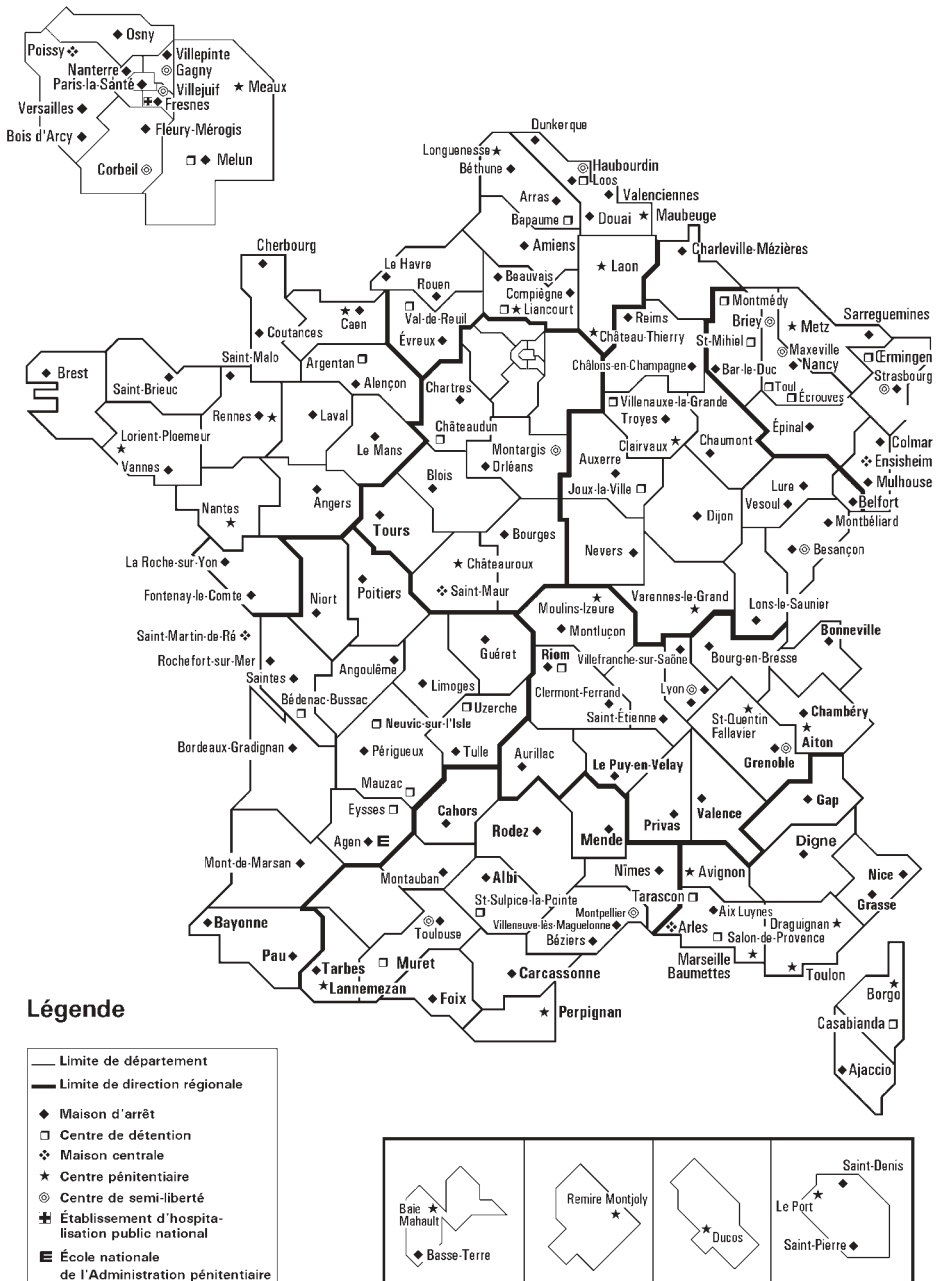 Osny
Poissy
Villepinte
Nanterre
Gagny
Paris-la-Santé
Villejuif
Meaux
Fresnes
Versailles
Bois d'Arcy
Fleury-Mérogis
Melun
Corbeil
Dunkerque
Longuenesse
Haubourdin
Béthune
Loos
Valenciennes
Arras
Bapaume
Douai
Maubeuge
Cherbourg
Amiens
Charleville-Mézières
Le Havre
Laon
Rouen
Beauvais
Compiègne
Liancourt
Montmédy
Caen
Val-de-Reuil
Reims
Briey
Metz
Sarreguemines
Coutances
Évreux
Château-Thierry
St-Mihiel
Maxeville
Œrmingen
Saint-Malo
Argentan
Châlons-en-Champagne
Bar-le-Duc
Nancy
Strasbourg
Brest
Saint-Brieuc
Alençon
Chartres
Toul
Écrouves
Rennes
Laval
Villenauxe-la-Grande
Troyes
Épinal
Lorient-Ploemeur
Châteaudun
Montargis
Clairvaux
Chaumont
Colmar
Vannes
Le Mans
Orléans
Auxerre
Ensisheim
Blois
Joux-la-Ville
Lure
Mulhouse
Angers
Vesoul
Belfort
Nantes
Tours
Dijon
Montbéliard
Bourges
La Roche-sur-Yon
Nevers
Besançon
Châteauroux
Fontenay-le-Comte
Niort
Poitiers
Saint-Maur
Moulins-Izeure
Varennes-le-Grand
Lons-le-Saunier
Saint-Martin-de-Ré
Montluçon
Bonneville
Rochefort-sur-Mer
Angoulême
Guéret
Riom
Villefranche-sur-Saône
Bourg-en-Bresse
Saintes
Limoges
Clermont-Ferrand
Lyon
Bédenac-Bussac
Uzerche
Saint-Étienne
St-Quentin
Fallavier
Chambéry
Neuvic-sur-l'Isle
Aiton
Bordeaux-Gradignan
Périgueux
Tulle
Aurillac
Le Puy-en-Velay
Grenoble
Mauzac
Eysses
Cahors
Valence
Gap
Agen
Rodez
Mende
Privas
Digne
Mont-de-Marsan
Montauban
Albi
Nîmes
Avignon
Nice
St-Sulpice-la-Pointe
Tarascon
Grasse
Bayonne
Toulouse
Montpellier
Villeneuve-lès-Maguelonne
Aix Luynes
Draguignan
Béziers
Arles
Salon-de-Provence
Pau
Tarbes
Muret
Marseille
Baumettes
Toulon
Lannemezan
Carcassonne
Foix
Perpignan
Borgo
Casabianda
Ajaccio
Légende
Limite de département
Limite de direction régionale
Maison d'arrêt
Centre de détention
Maison centrale
Centre pénitentiaire
Centre de semi-liberté
Établissement d'hospita-
lisation public national
E École nationale
de l'Administration pénitentiaire
Baie
Mahault
Basse-Terre
Remire Montjoly
Ducos
Saint-Denis
Le Port
Saint-Pierre